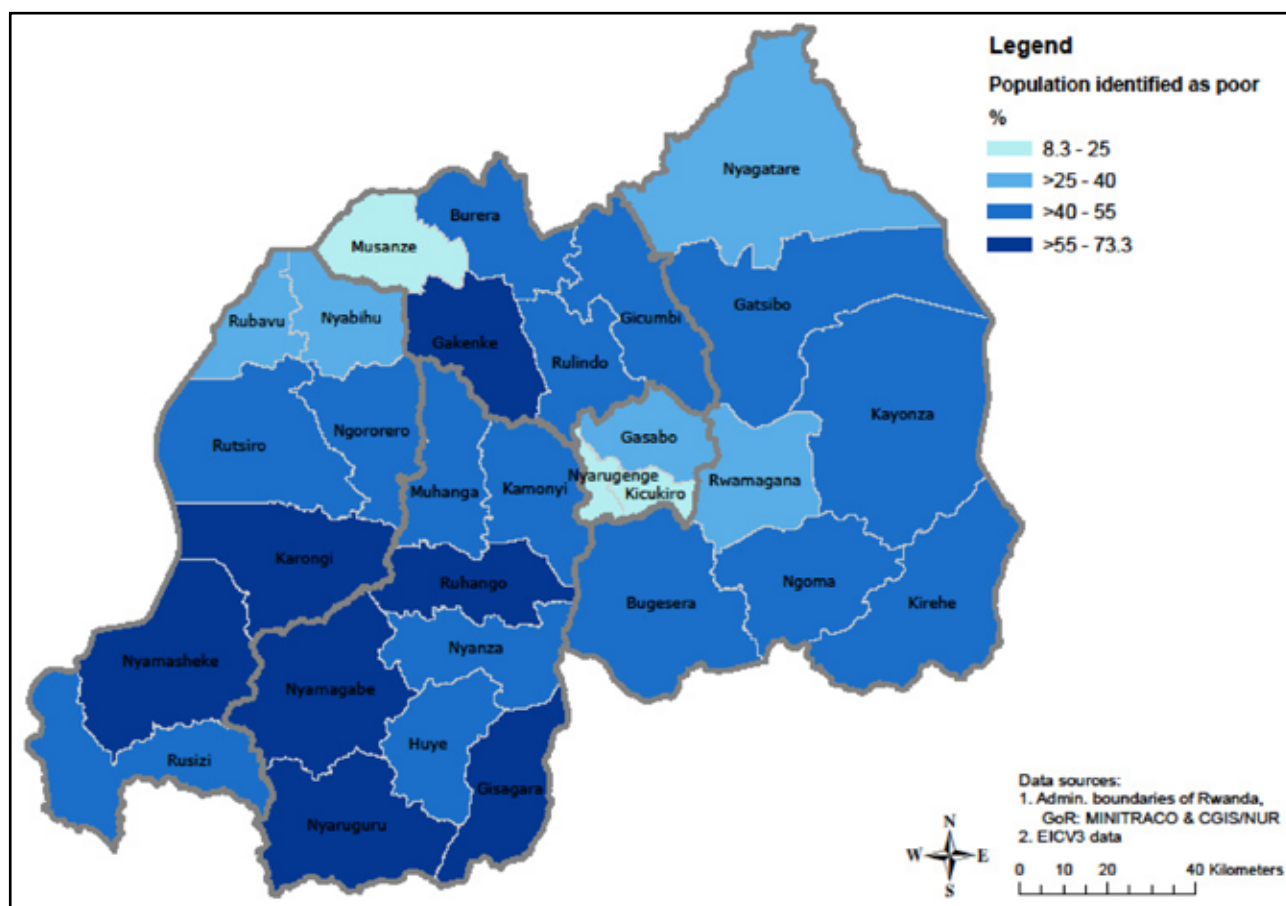 Legend
Population identified as poor
%
8.3 - 25
>25 - 40
>40 - 55
>55 - 73.3
Nyagatare
Burera
Musanze
Gatsibo
Rubavu
Nyabihu
Gicumbi
Gakenke
Rulindo
Kayonza
Gasabo
Rutsiro
Ngororero
Nyarugenge
Rwamagana
Muhanga
Kamonyi
Kicukiro
Karongi
Ruhango
Ngoma
Bugesera
Kirehe
Nyamasheke
Nyanza
Nyamagabe
Huye
Rusizi
Gisagara
Nyaruguru
Data sources:
1. Admin. boundaries of Rwanda,
GoR: MINITRACO & CGIS/NUR
2. EICV3 data
N
W E
S
0 10 20 40 Kilometers